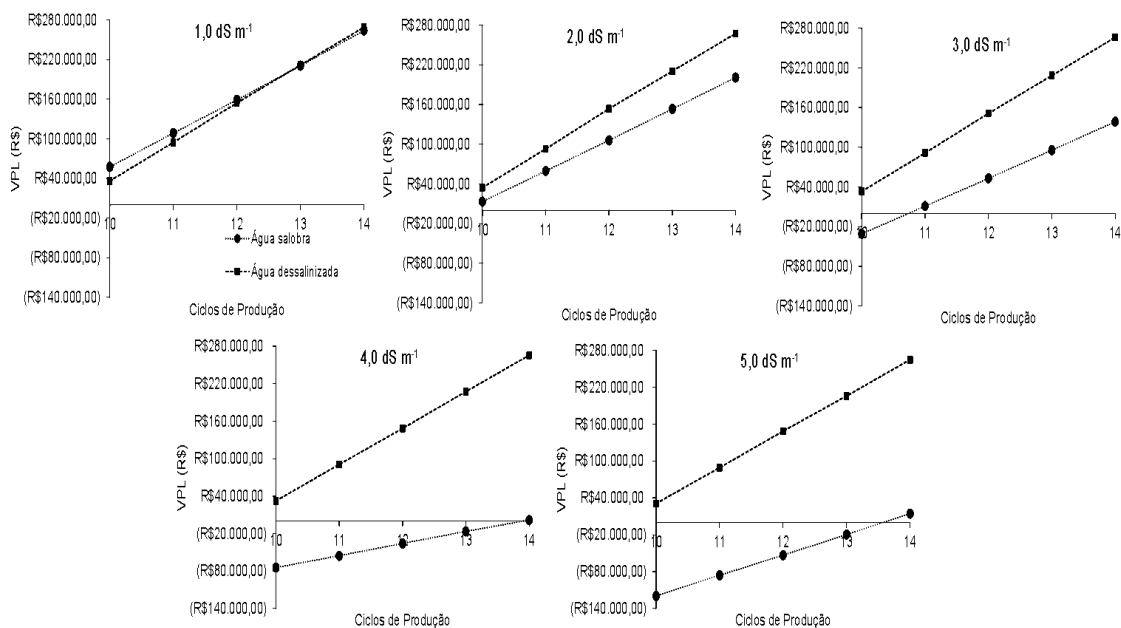 1,0 dS m-1
R$280.000,00
R$220.000,00
R$160.000,00
R$100.000,00
R$40.000,00
(R$20.000,00)
(R$80.000,00)
(R$140.000,00)
VPL (R$)
10 11 12 13 14
Água salobra
Água dessalinizada
Ciclos de Produção
2,0 dS m-1
R$280.000,00
R$220.000,00
R$160.000,00
R$100.000,00
R$40.000,00
(R$20.000,00)
(R$80.000,00)
(R$140.000,00)
VPL (R$)
10 11 12 13 14
Ciclos de Produção
3,0 dS m-1
R$280.000,00
R$220.000,00
R$160.000,00
R$100.000,00
R$40.000,00
(R$20.000,00)
(R$80.000,00)
(R$140.000,00)
VPL (R$)
10 11 12 13 14
Ciclos de Produção
4,0 dS m-1
R$280.000,00
R$220.000,00
R$160.000,00
R$100.000,00
R$40.000,00
(R$20.000,00)
(R$80.000,00)
(R$140.000,00)
VPL (R$)
10 11 12 13 14
Ciclos de Produção
5,0 dS m-1
R$280.000,00
R$220.000,00
R$160.000,00
R$100.000,00
R$40.000,00
(R$20.000,00)
(R$80.000,00)
(R$140.000,00)
VPL (R$)
10 11 12 13 14
Ciclos de Produção